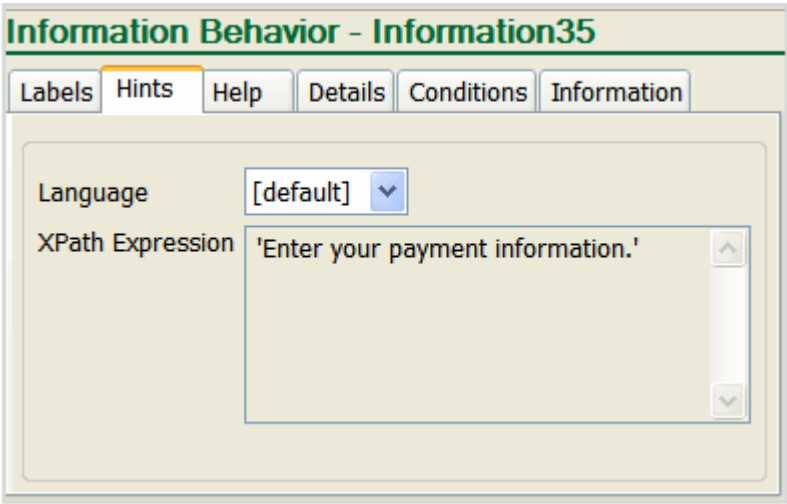 Information Behavior - Information35
Labels Hints Help Details Conditions Information
Language [default]
XPath Expression 'Enter your payment information.'